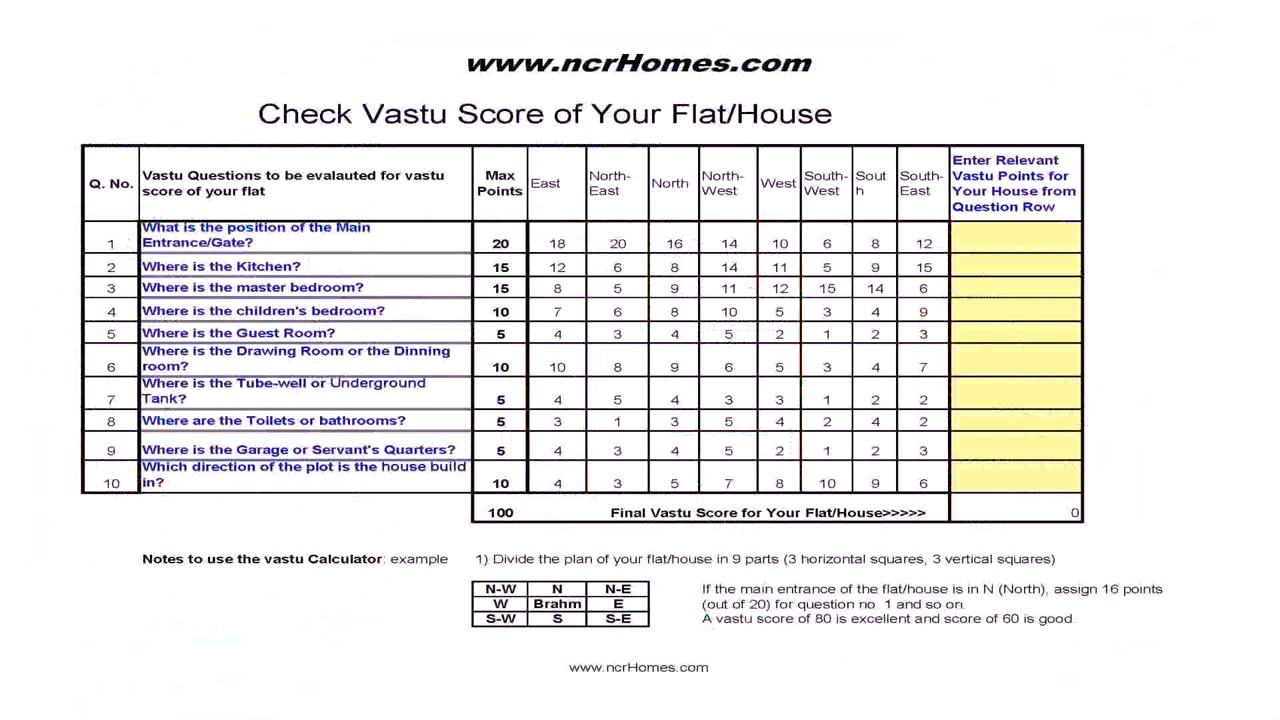 www.ncrHomes.com
Check Vastu Score of Your Flat/House
Q. No. Vastu Questions to be evalauted for vastu score of your flat Max Points East North-East North North-West West South-West South South-East Enter Relevant Vastu Points for Your House from Question Row
1 What is the position of the Main Entrance/Gate? 20 18 20 16 14 10 6 8 12
2 Where is the Kitchen? 15 12 6 8 14 11 5 9 15
3 Where is the master bedroom? 15 8 5 9 11 12 15 14 6
4 Where is the children's bedroom? 10 7 6 8 10 5 3 4 9
5 Where is the Guest Room? 5 4 3 4 5 2 1 2 3
6 Where is the Drawing Room or the Dinning room? 10 10 8 9 6 5 3 4 7
7 Where is the Tube-well or Underground Tank? 5 4 5 4 3 3 1 2 2
8 Where are the Toilets or bathrooms? 5 3 1 3 5 4 2 4 2
9 Where is the Garage or Servant's Quarters? 5 4 3 4 5 2 1 2 3
10 Which direction of the plot is the house build in? 10 4 3 5 7 8 10 9 6
100 Final Vastu Score for Your Flat/House>>>>> 0
Notes to use the vastu Calculator: example 1) Divide the plan of your flat/house in 9 parts (3 horizontal squares, 3 vertical squares)
N-W N N-E
W Brahm E
S-W S S-E
If the main entrance of the flat/house is in N (North), assign 16 points
(out of 20) for question no. 1 and so on.
A vastu score of 80 is excellent and score of 60 is good.
www.ncrHomes.com